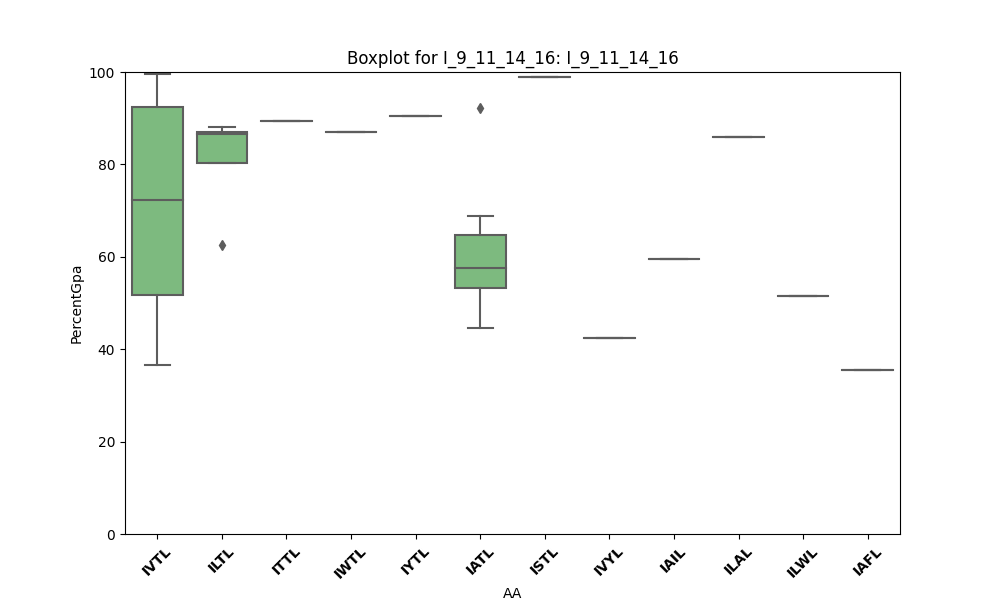 Boxplot for I_9_11_14_16: I_9_11_14_16
100
80
60
40
20
0
PercentGpa
IVTL ILTL ITTL IWTL IYTL IATL ISTL IVYL IAIL ILAL ILWL IAFL
AA